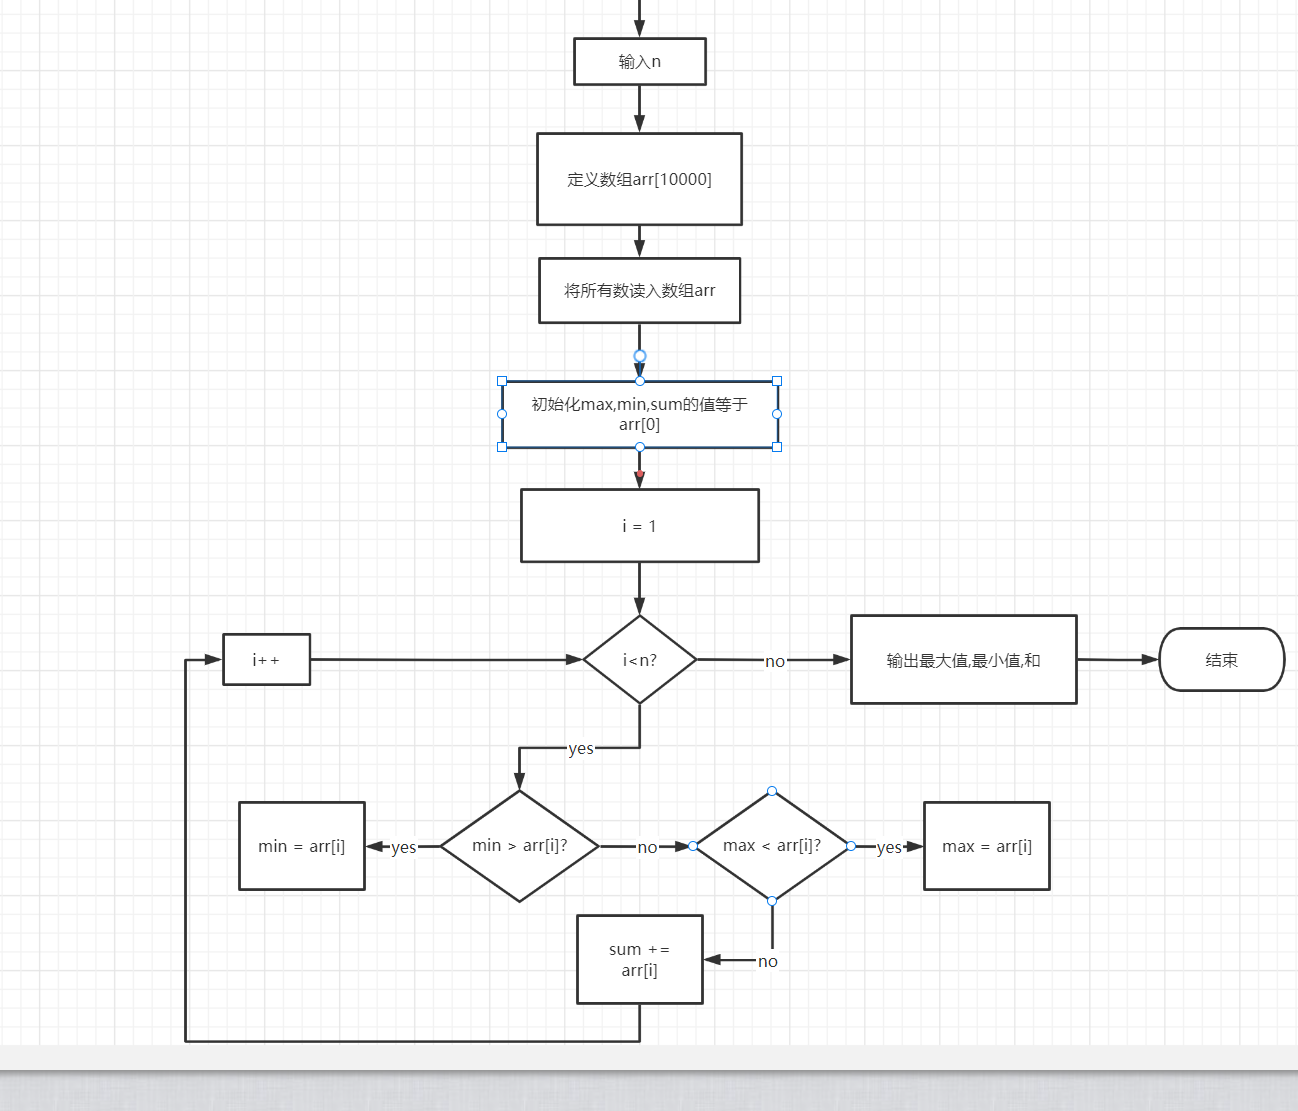 输入n
定义数组arr[10000]
将所有数读入数组arr
初始化max,min,sum的值等于
arr[0]
i = 1
i++
i<n?
no
输出最大值,最小值,和
结束
yes
min = arr[i]
yes
min > arr[i]?
no
max < arr[i]?
yes
max = arr[i]
sum +=
arr[i]
no